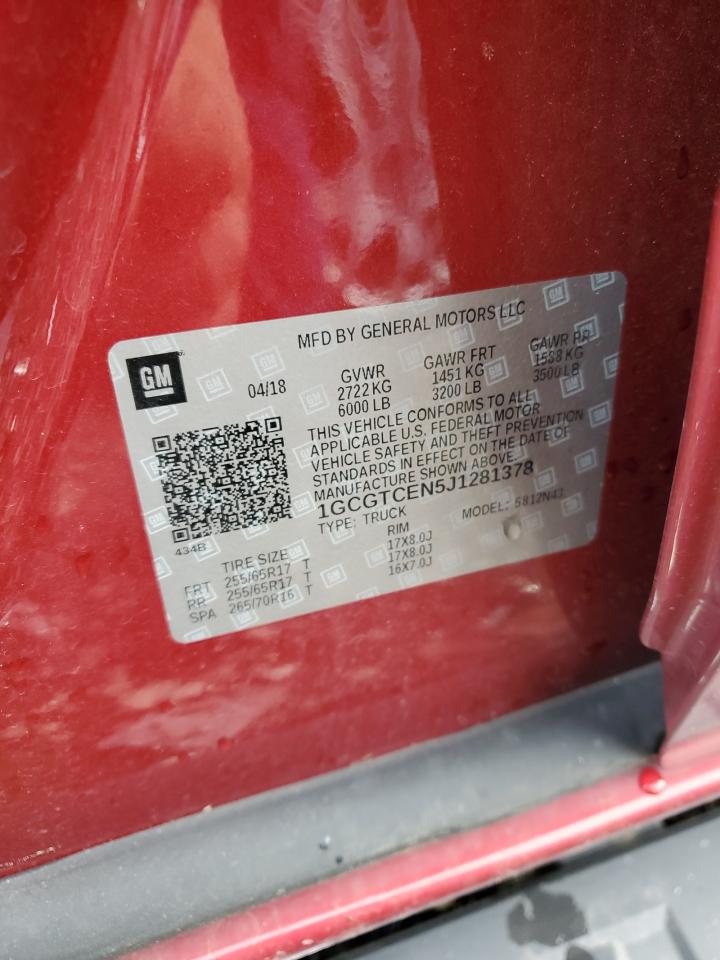 MFD BY GENERAL MOTORS LLC
GM
04/18
GVWR
2722 KG
6000 LB
GAWR FRT
1451 KG
3200 LB
GAWR RR
1588 KG
3500 LB
THIS VEHICLE CONFORMS TO ALL
APPLICABLE U.S. FEDERAL MOTOR
VEHICLE SAFETY AND THEFT PREVENTION
STANDARDS IN EFFECT ON THE DATE OF
MANUFACTURE SHOWN ABOVE.
1GCGTCEN5J1281378
TYPE: TRUCK MODEL: 5812N43
434B
TIRE SIZE RIM
FRT 255/65R17 T 17X8.0J
RR 255/65R17 T 17X8.0J
SPA 265/70R16 T 16X7.0J